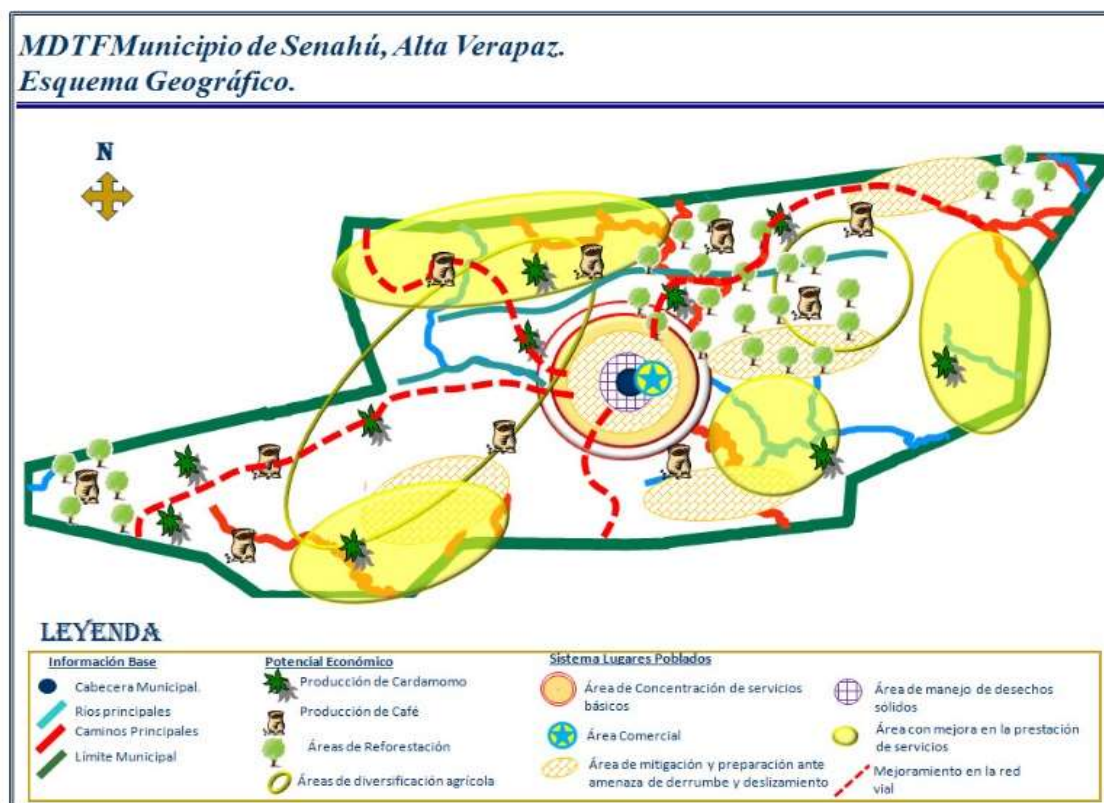 MDTFMunicipio de Senahú, Alta Verapaz.
Esquema Geográfico.
N
LEYENDA
Información Base
Cabecera Municipal.
Ríos principales
Caminos Principales
Límite Municipal
Potencial Económico
Producción de Cardamomo
Producción de Café
Áreas de Reforestación
Áreas de diversificación agrícola
Sistema Lugares Poblados
Área de Concentración de servicios
básicos
Área Comercial
Área de mitigación y preparación ante
amenaza de derrumbe y deslizamiento
Área de manejo de desechos
sólidos
Área con mejora en la prestación
de servicios
Mejoramiento en la red
vial